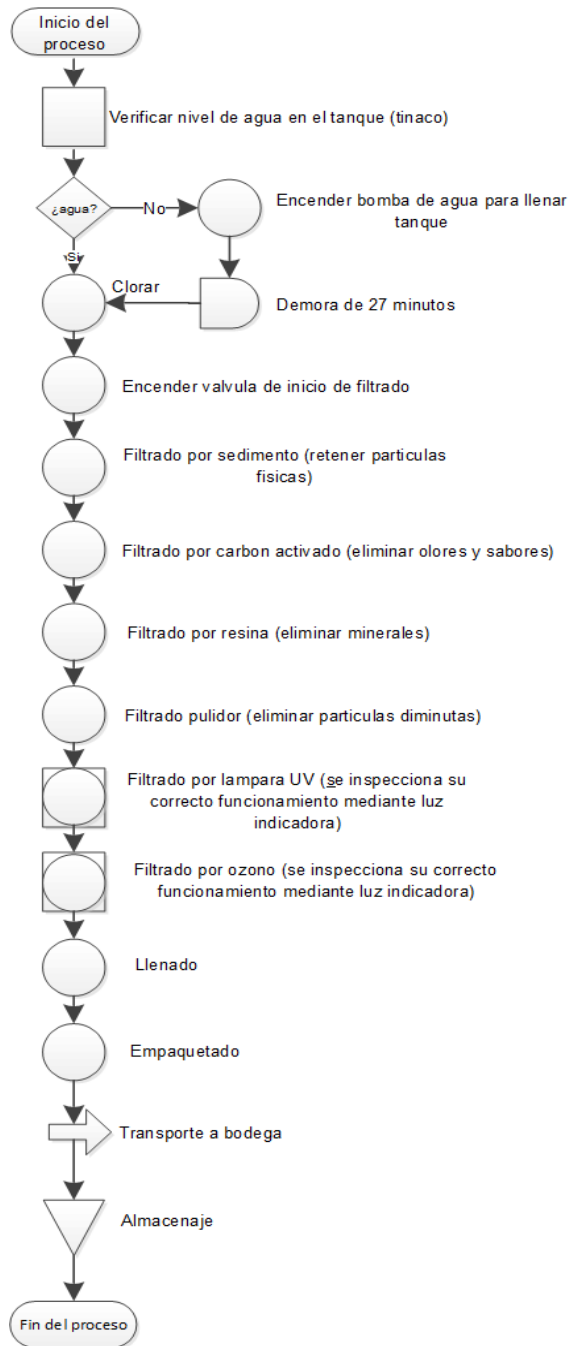 Inicio del
proceso
Verificar nivel de agua en el tanque (tinaco)
¿agua?
No
Encender bomba de agua para llenar
tanque
Si
Clorar
Demora de 27 minutos
Encender valvula de inicio de filtrado
Filtrado por sedimento (retener particulas
fisicas)
Filtrado por carbon activado (eliminar olores y sabores)
Filtrado por resina (eliminar minerales)
Filtrado pulidor (eliminar particulas diminutas)
Filtrado por lampara UV (se inspecciona su
correcto funcionamiento mediante luz
indicadora)
Filtrado por ozono (se inspecciona su correcto
funcionamiento mediante luz indicadora)
Llenado
Empaquetado
Transporte a bodega
Almacenaje
Fin del proceso